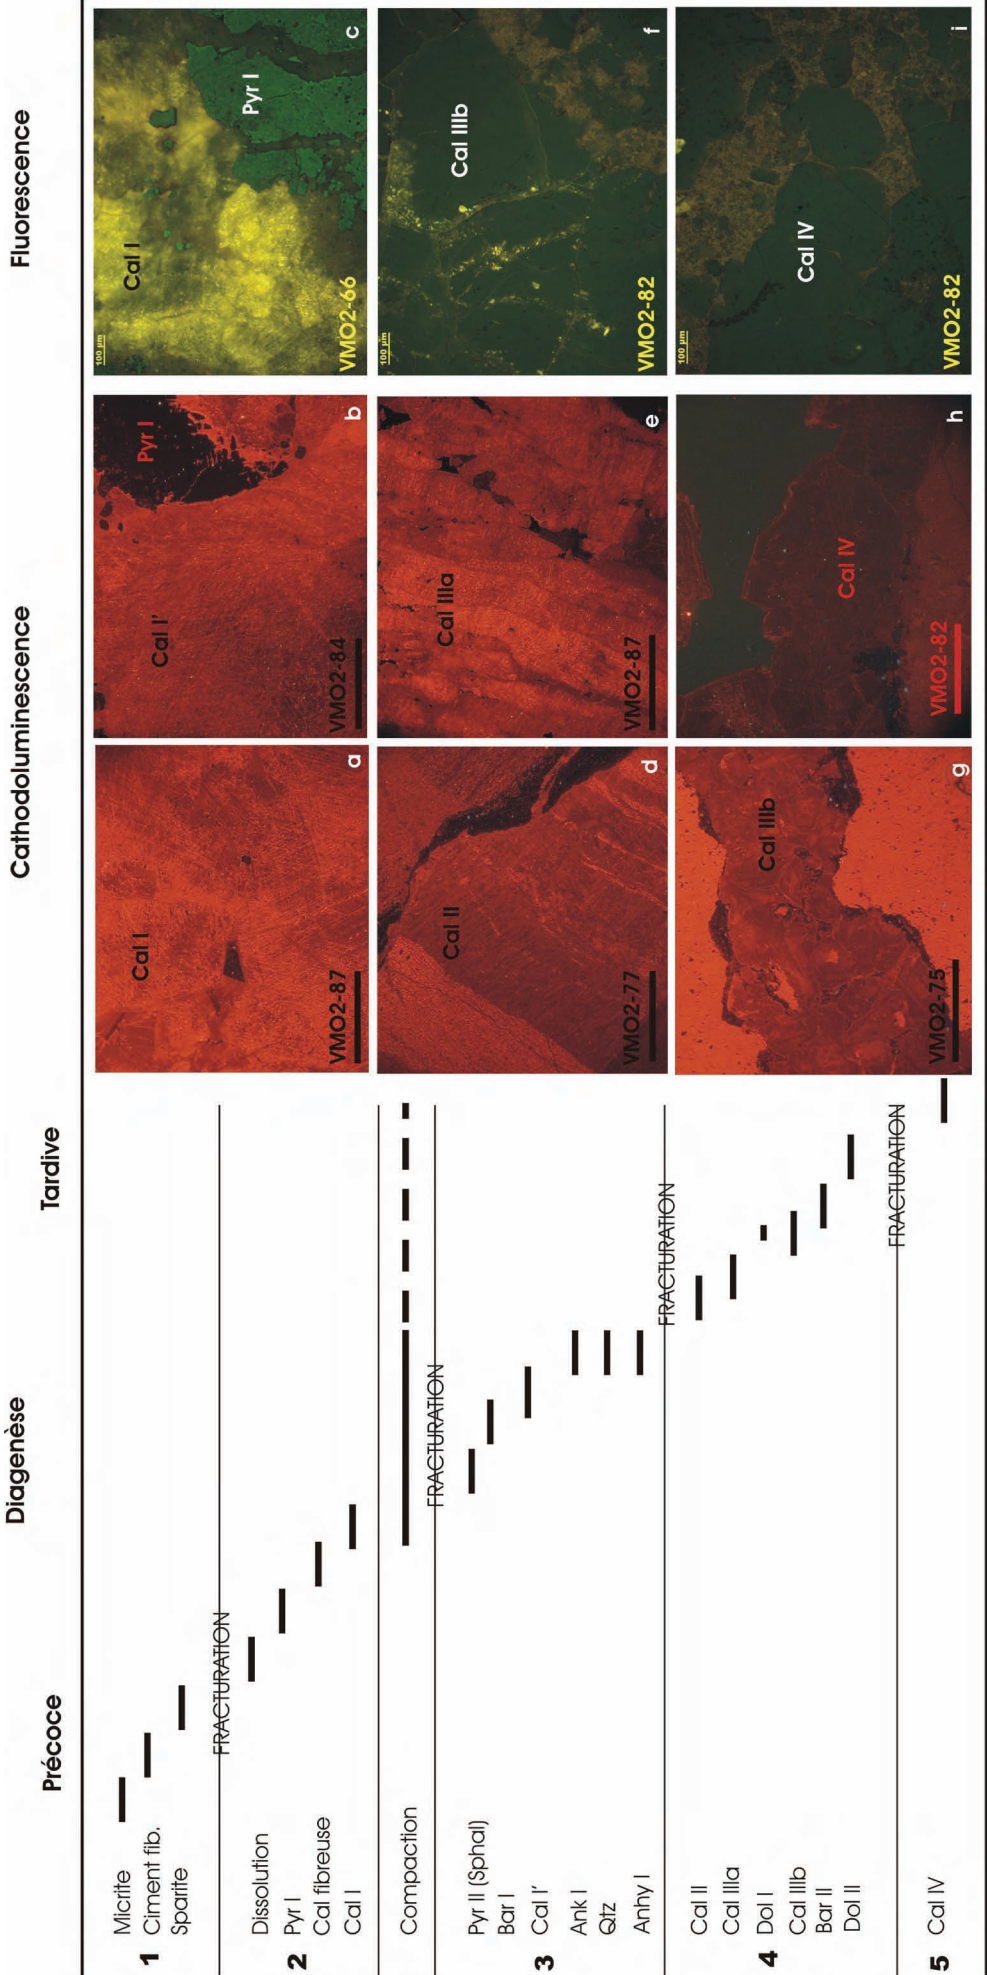 Diagenèse
Cathodoluminescence
Fluorescence
Précoce
Tardive
1
Micrite
Ciment fib.
Sparite
FRACTURATION
2
Dissolution
Pyr I
Cal fibreuse
Cal I
Compaction
FRACTURATION
3
Pyr II (Sphal)
Bar I
Cal I'
Ank I
Qtz
Anhy I
FRACTURATION
4
Cal II
Cal IIIa
Dol I
Cal IIIb
Bar II
Dol II
FRACTURATION
5
Cal IV
Cal I
VMO2-87
a
Cal I'
Pyr I
VMO2-84
b
100 µm
Cal I
Pyr I
VMO2-66
c
Cal II
VMO2-77
d
Cal IIIa
VMO2-87
e
100 µm
Cal IIIb
VMO2-82
f
Cal IIIb
VMO2-75
g
Cal IV
VMO2-82
h
100 µm
Cal IV
VMO2-82
i